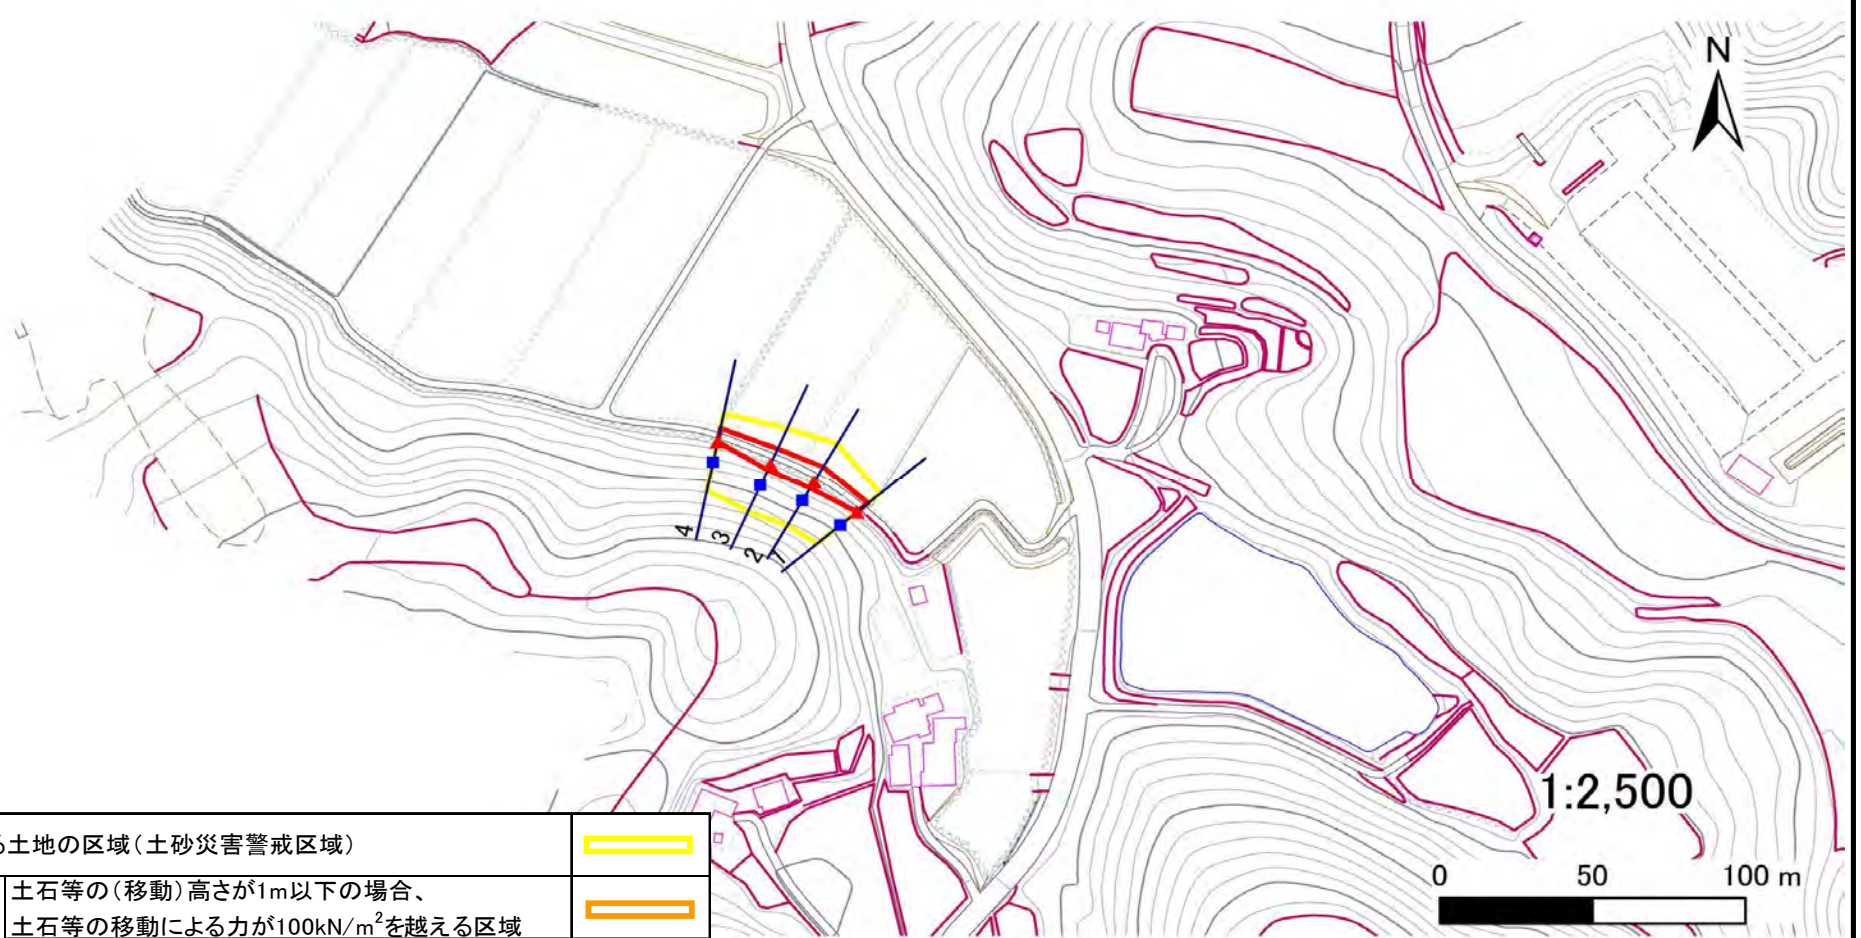 N
4
3
2
1
1:2,500
0 50 100 m
る土地の区域(土砂災害警戒区域)
土石等の(移動)高さが1m以下の場合、
土石等の移動による力が100kN/m²を越える区域